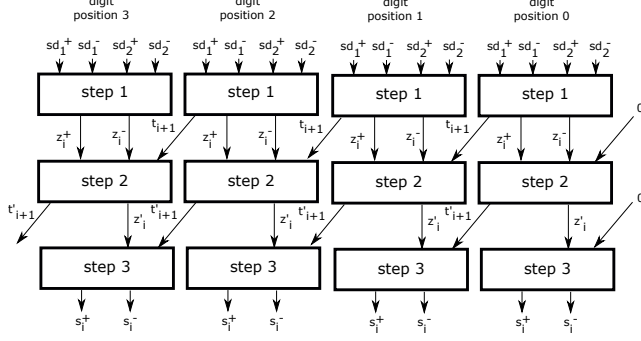 digit digit digit digit
position 3 position 2 position 1 position 0
sd₁⁺ sd₁⁻ sd₂⁺ sd₂⁻ sd₁⁺ sd₁⁻ sd₂⁺ sd₂⁻ sd₁⁺ sd₁⁻ sd₂⁺ sd₂⁻ sd₁⁺ sd₁⁻ sd₂⁺ sd₂⁻
step 1 step 1 step 1 step 1
0
zᵢ⁺ zᵢ⁻ tᵢ₊₁ zᵢ⁺ zᵢ⁻ tᵢ₊₁ zᵢ⁺ zᵢ⁻ tᵢ₊₁ zᵢ⁺ zᵢ⁻
step 2 step 2 step 2 step 2
0
t'ᵢ₊₁ z'ᵢ t'ᵢ₊₁ z'ᵢ t'ᵢ₊₁ z'ᵢ t'ᵢ₊₁ z'ᵢ
step 3 step 3 step 3 step 3
sᵢ⁺ sᵢ⁻ sᵢ⁺ sᵢ⁻ sᵢ⁺ sᵢ⁻ sᵢ⁺ sᵢ⁻